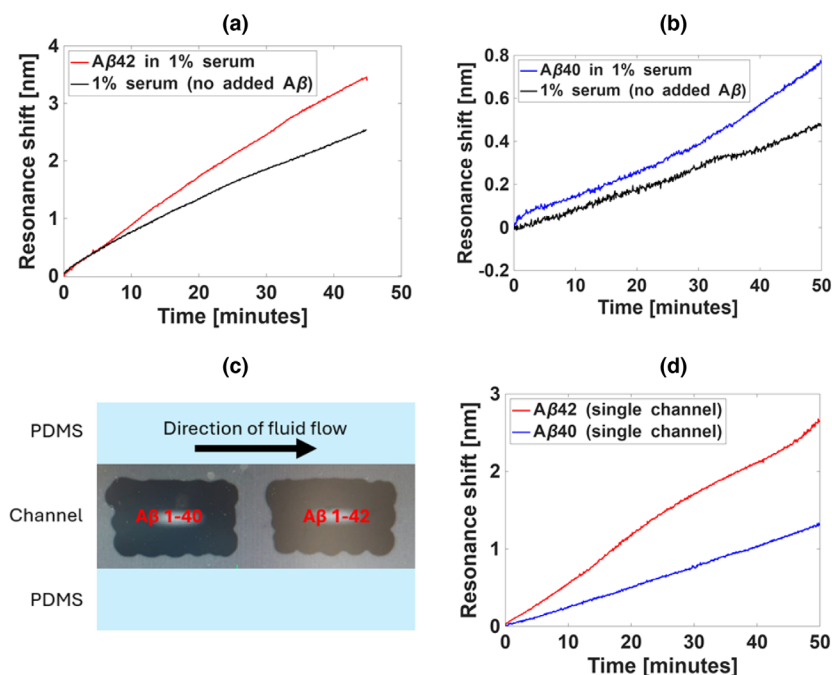 (a)
Resonance shift [nm]
4
3
2
1
0
Aβ42 in 1% serum
1% serum (no added Aβ)
0 10 20 30 40 50
Time [minutes]
(b)
Resonance shift [nm]
0.8
0.6
0.4
0.2
0
-0.2
Aβ40 in 1% serum
1% serum (no added Aβ)
0 10 20 30 40 50
Time [minutes]
(c)
PDMS
Direction of fluid flow
Channel
Aβ 1-40 Aβ 1-42
PDMS
(d)
Resonance shift [nm]
3
2
1
0
Aβ42 (single channel)
Aβ40 (single channel)
0 10 20 30 40 50
Time [minutes]